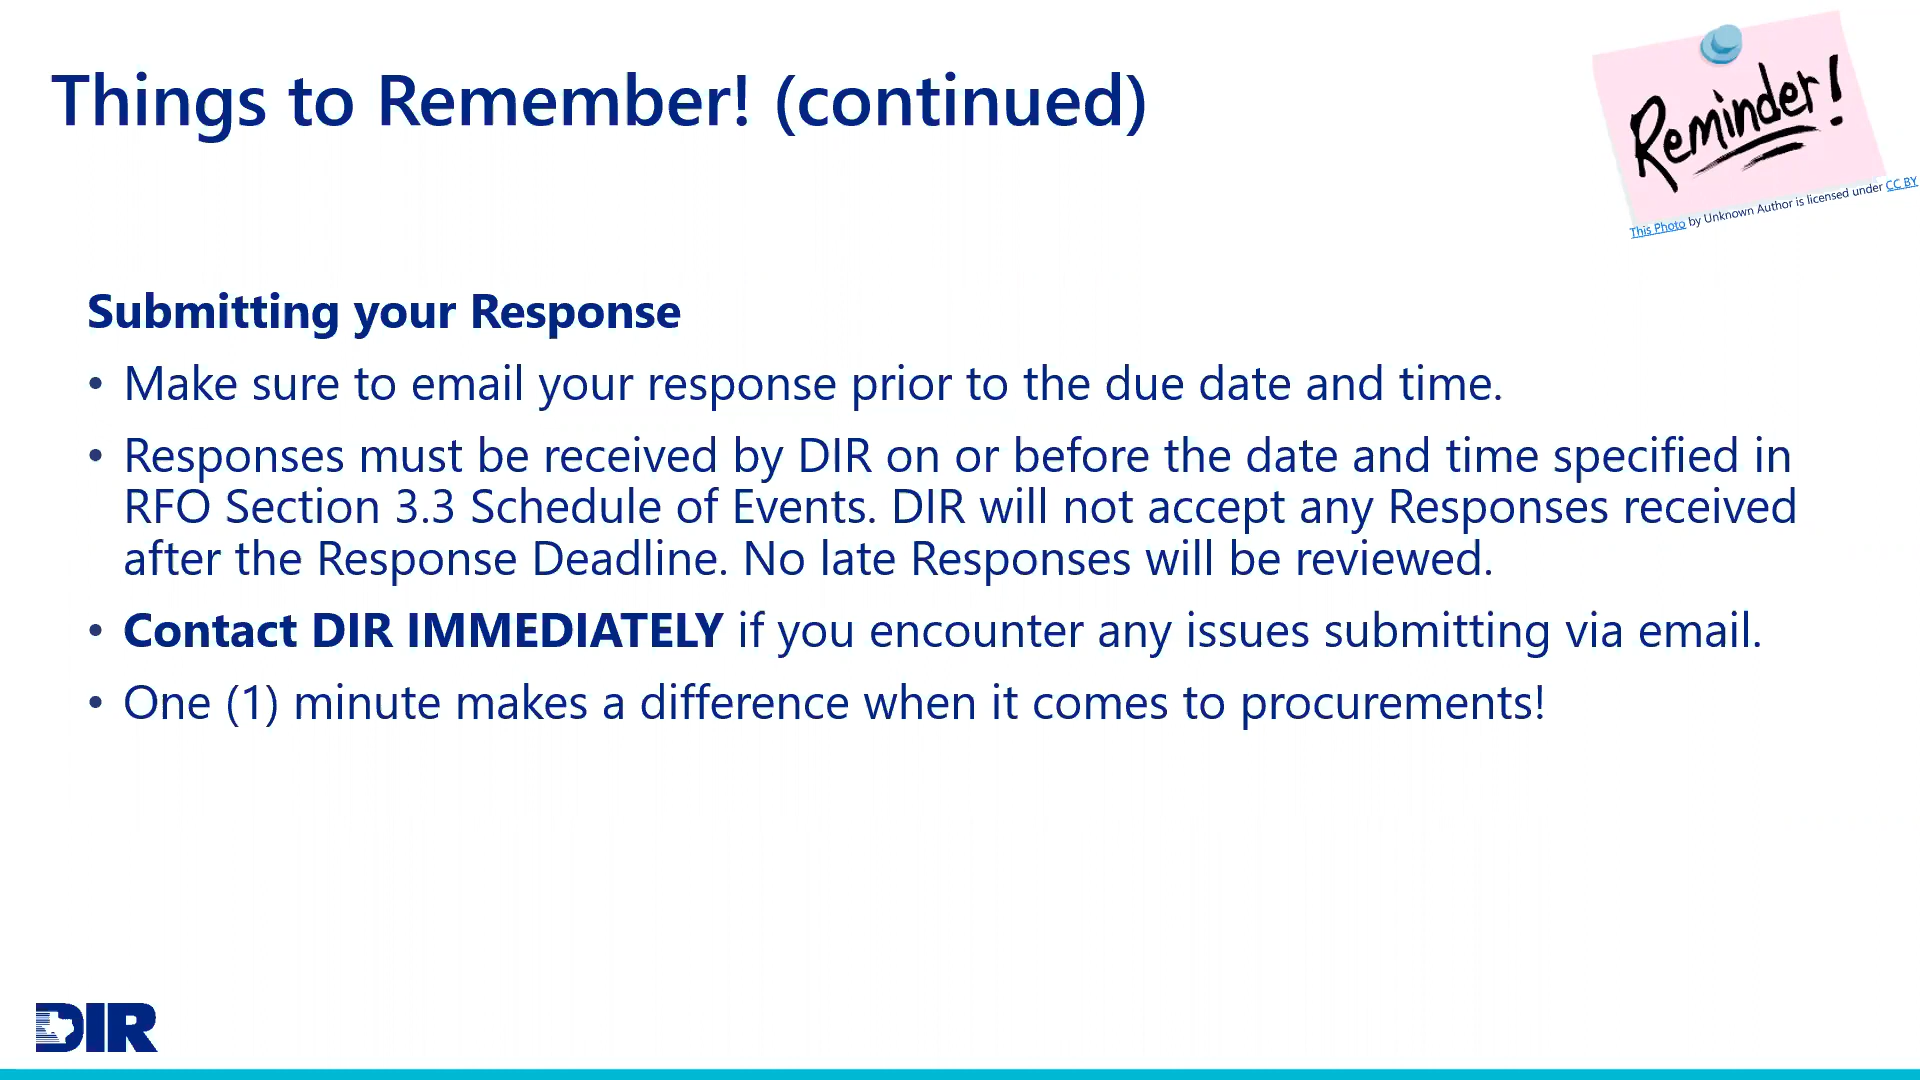 Things to Remember! (continued)
Reminder!
This Photo by Unknown Author is licensed under CC BY
Submitting your Response
• Make sure to email your response prior to the due date and time.
• Responses must be received by DIR on or before the date and time specified in
RFO Section 3.3 Schedule of Events. DIR will not accept any Responses received
after the Response Deadline. No late Responses will be reviewed.
• Contact DIR IMMEDIATELY if you encounter any issues submitting via email.
• One (1) minute makes a difference when it comes to procurements!
DIR